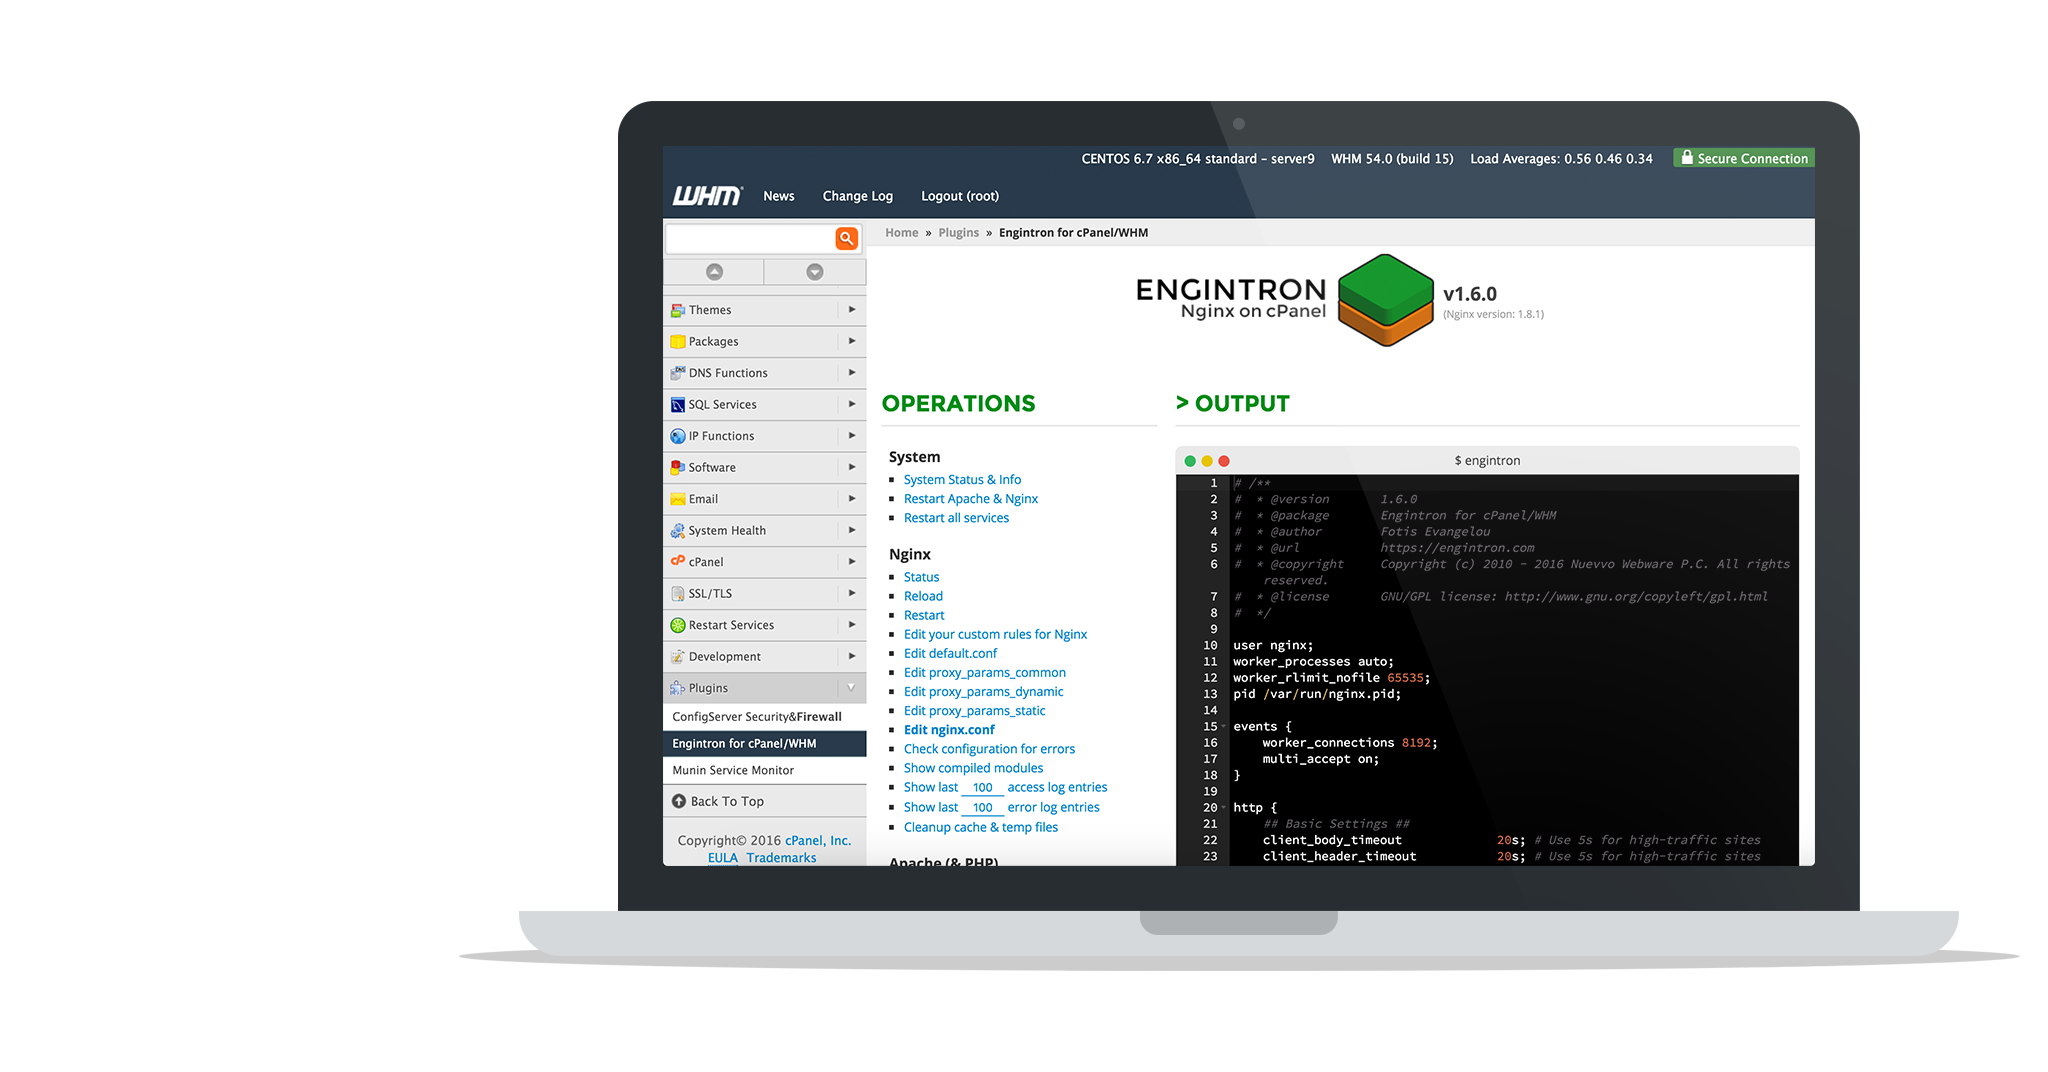 CENTOS 6.7 x86_64 standard – server9 WHM 54.0 (build 15) Load Averages: 0.56 0.46 0.34 Secure Connection
WHM News Change Log Logout (root)
Home » Plugins » Engintron for cPanel/WHM
Themes
Packages
DNS Functions
SQL Services
IP Functions
Software
Email
System Health
cPanel
SSL/TLS
Restart Services
Development
Plugins
ConfigServer Security&Firewall
Engintron for cPanel/WHM
Munin Service Monitor
Back To Top
Copyright© 2016 cPanel, Inc.
EULA Trademarks
ENGINTRON
Nginx on cPanel
v1.6.0
(Nginx version: 1.8.1)
OPERATIONS
System
System Status & Info
Restart Apache & Nginx
Restart all services
Nginx
Status
Reload
Restart
Edit your custom rules for Nginx
Edit default.conf
Edit proxy_params_common
Edit proxy_params_dynamic
Edit proxy_params_static
Edit nginx.conf
Check configuration for errors
Show compiled modules
Show last 100 access log entries
Show last 100 error log entries
Cleanup cache & temp files
Apache (& PHP)
> OUTPUT
$ engintron
1 # /**
2 # * @version 1.6.0
3 # * @package Engintron for cPanel/WHM
4 # * @author Fotis Evangelou
5 # * @url https://engintron.com
6 # * @copyright Copyright (c) 2010 - 2016 Nuevvo Webware P.C. All rights
reserved.
7 # * @license GNU/GPL license: http://www.gnu.org/copyleft/gpl.html
8 # */
9
10 user nginx;
11 worker_processes auto;
12 worker_rlimit_nofile 65535;
13 pid /var/run/nginx.pid;
14
15 events {
16 worker_connections 8192;
17 multi_accept on;
18 }
19
20 http {
21 ## Basic Settings ##
22 client_body_timeout 20s; # Use 5s for high-traffic sites
23 client_header_timeout 20s; # Use 5s for high-traffic sites